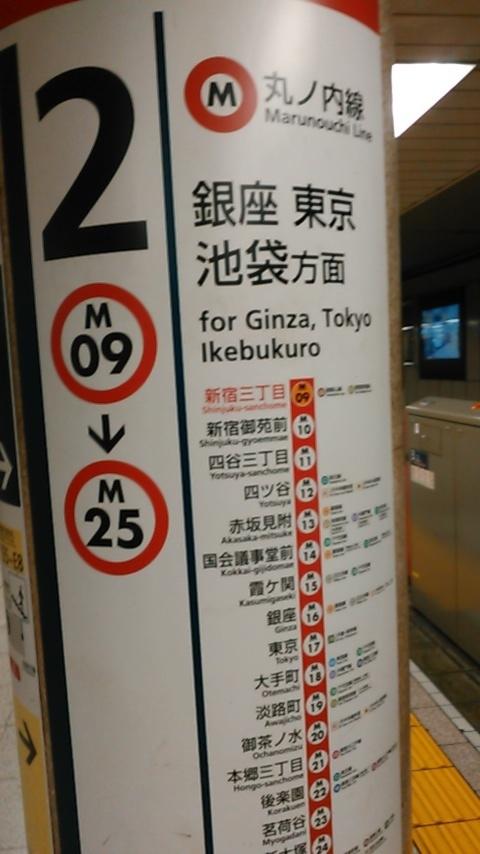 2
M 丸ノ内線
Marunouchi Line
銀座 東京
池袋方面
for Ginza, Tokyo
Ikebukuro
M
09
M
25
新宿三丁目 M 09
Shinjuku-sanchome
新宿御苑前 M 10
Shinjuku-gyoemmae
四谷三丁目 M 11
Yotsuya-sanchome
四ツ谷 M 12
Yotsuya
赤坂見附 M 13
Akasaka-mitsuke
国会議事堂前 M 14
Kokkai-gijidomae
霞ケ関 M 15
Kasumigaseki
銀座 M 16
Ginza
東京 M 17
Tokyo
大手町 M 18
Otemachi
淡路町 M 19
Awajicho
御茶ノ水 M 20
Ochanomizu
本郷三丁目 M 21
Hongo-sanchome
後楽園 M 22
Korakuen
茗荷谷 M 23
Myogadani
新大塚 M 24